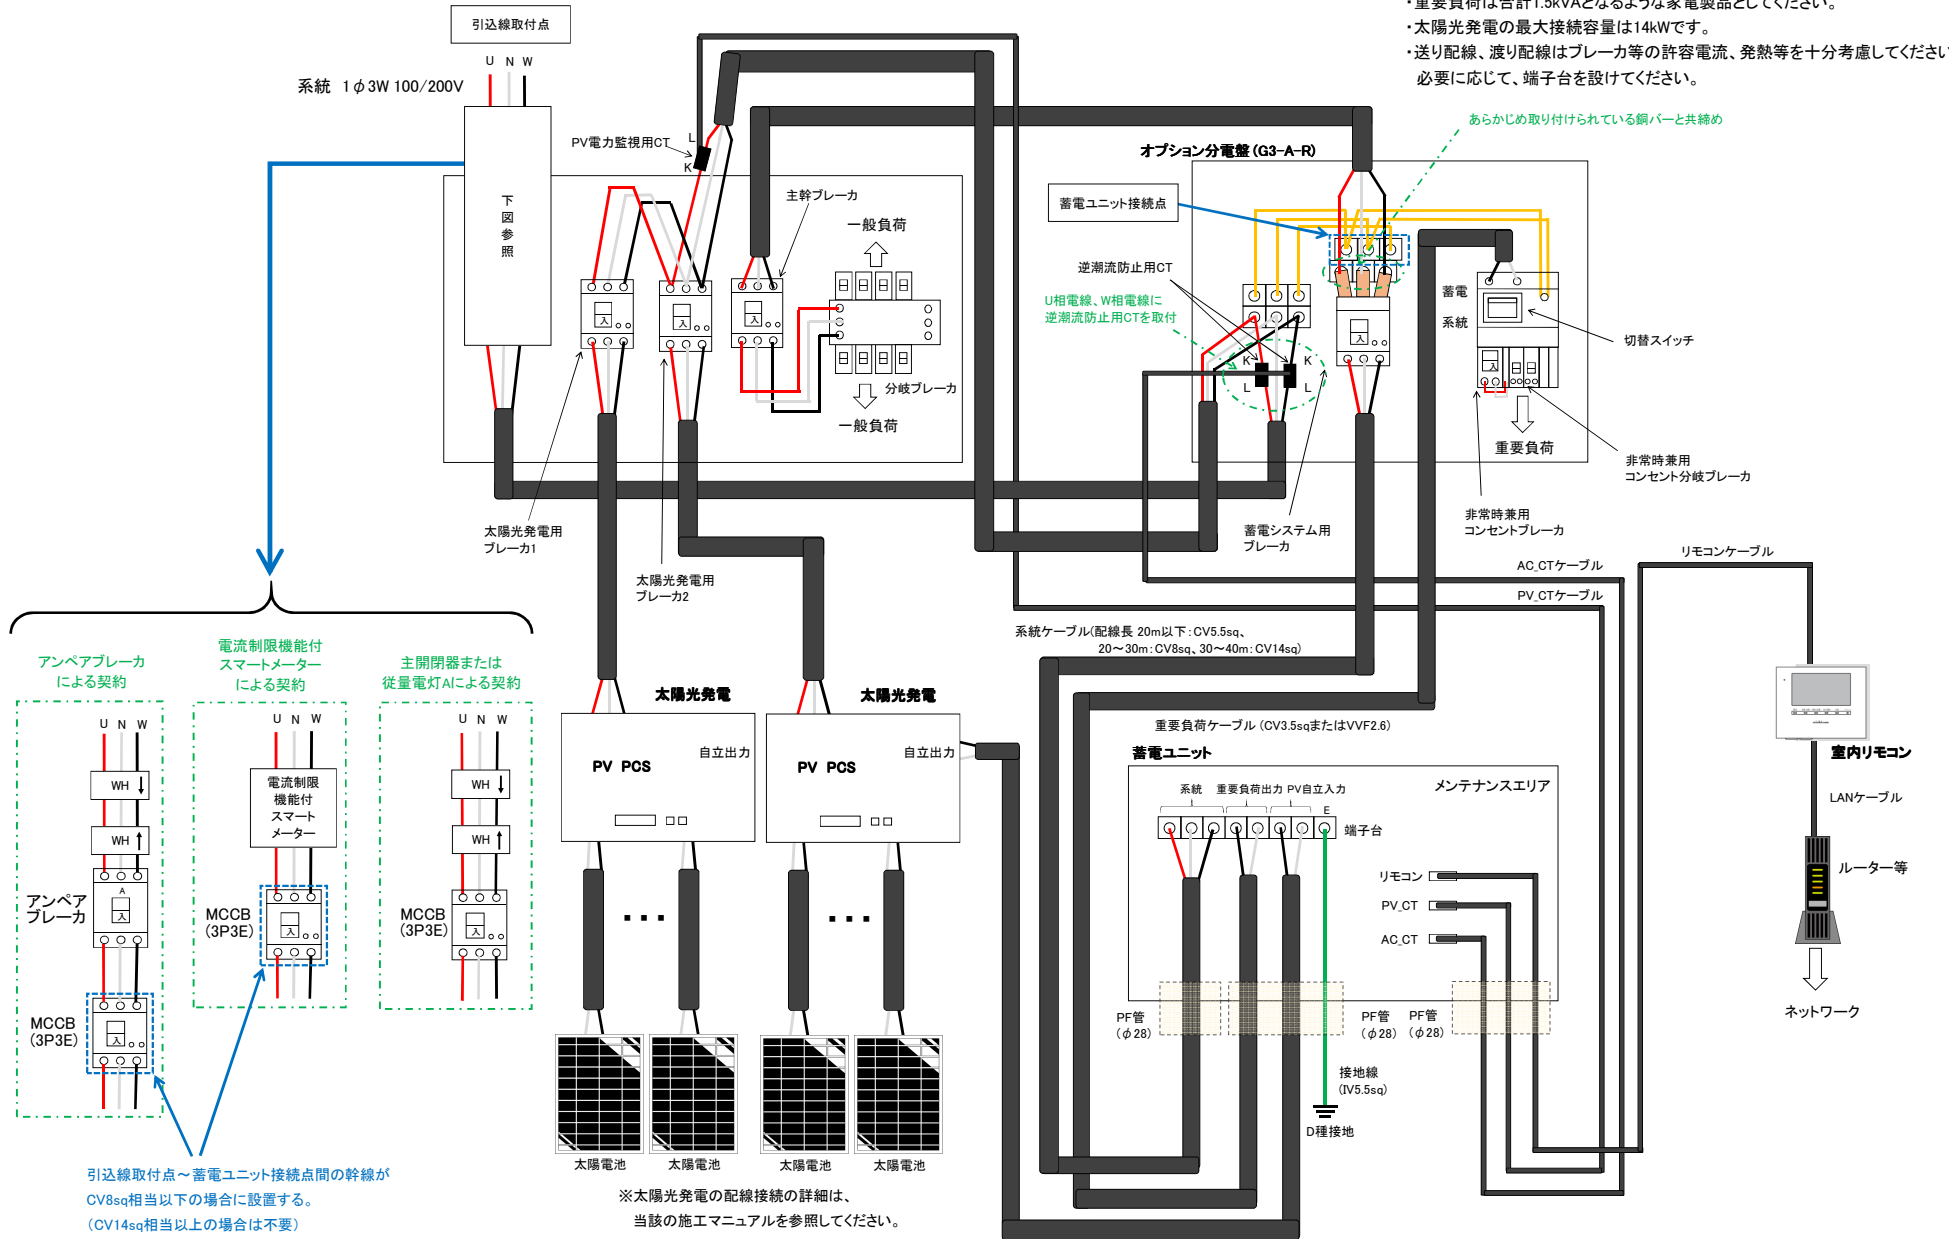 ・重要負荷は合計1.5kVAとなるような家電製品としてください。
・太陽光発電の最大接続容量は14kWです。
・送り配線、渡り配線はブレーカ等の許容電流、発熱等を十分考慮してください
必要に応じて、端子台を設けてください。
引込線取付点
U N W
系統 1φ3W 100/200V
下図参照
PV電力監視用CT
L
K
主幹ブレーカ
一般負荷
入
入
入
分岐ブレーカ
一般負荷
太陽光発電用
ブレーカ1
太陽光発電用
ブレーカ2
あらかじめ取り付けられている銅バーと共締め
オプション分電盤(G3-A-R)
蓄電ユニット接続点
逆潮流防止用CT
U相電線、W相電線に
逆潮流防止用CTを取付
K
K
L
L
入
蓄電
系統
入
切替スイッチ
重要負荷
非常時兼用
コンセント分岐ブレーカ
非常時兼用
コンセントブレーカ
蓄電システム用
ブレーカ
リモコンケーブル
AC_CTケーブル
PV_CTケーブル
系統ケーブル(配線長 20m以下:CV5.5sq、
20～30m:CV8sq、30～40m:CV14sq)
重要負荷ケーブル (CV3.5sqまたはVVF2.6)
アンペアブレーカ
による契約
電流制限機能付
スマートメーター
による契約
主開閉器または
従量電灯Aによる契約
U N W
WH
WH
A
入
アンペア
ブレーカ
MCCB
(3P3E)
入
U N W
電流制限
機能付
スマート
メーター
MCCB
(3P3E)
入
U N W
WH
WH
MCCB
(3P3E)
入
引込線取付点～蓄電ユニット接続点間の幹線が
CV8sq相当以下の場合に設置する。
(CV14sq相当以上の場合は不要)
太陽光発電
PV PCS
自立出力
太陽光発電
PV PCS
自立出力
…
…
太陽電池
太陽電池
太陽電池
太陽電池
※太陽光発電の配線接続の詳細は、
当該の施工マニュアルを参照してください。
蓄電ユニット
メンテナンスエリア
系統 重要負荷出力 PV自立入力
E
端子台
リモコン
PV_CT
AC_CT
PF管
(φ28)
PF管
(φ28)
PF管
(φ28)
接地線
(IV5.5sq)
D種接地
室内リモコン
LANケーブル
ルーター等
ネットワーク